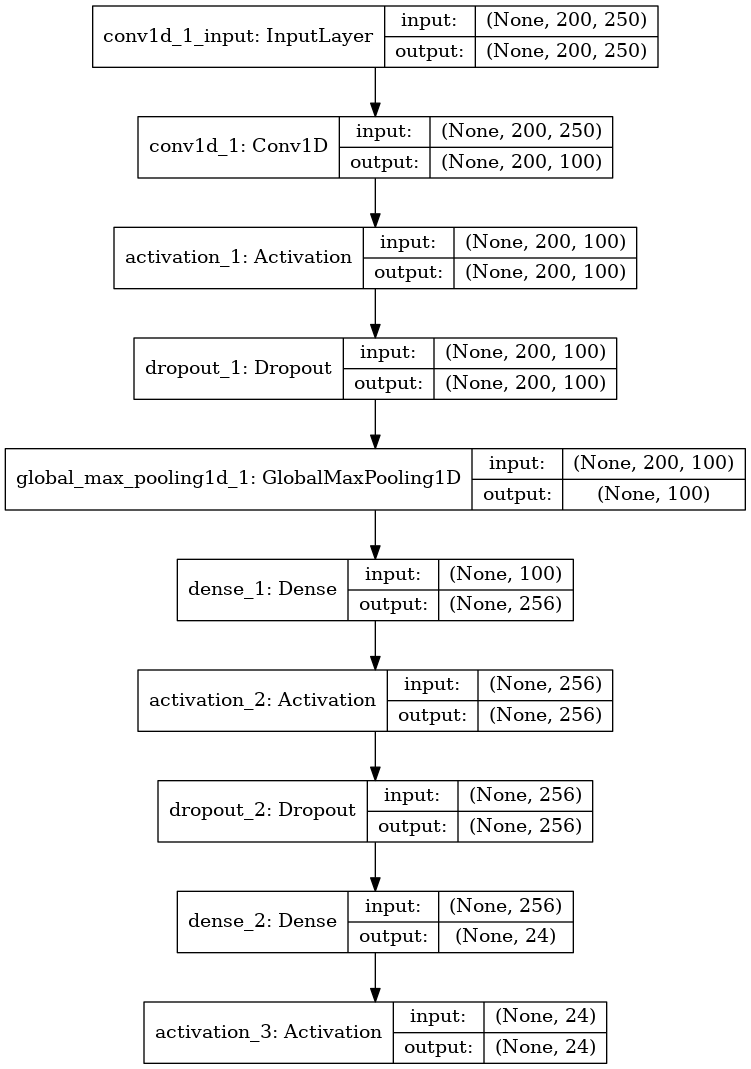 conv1d_1_input: InputLayer
input: (None, 200, 250)
output: (None, 200, 250)
conv1d_1: Conv1D
input: (None, 200, 250)
output: (None, 200, 100)
activation_1: Activation
input: (None, 200, 100)
output: (None, 200, 100)
dropout_1: Dropout
input: (None, 200, 100)
output: (None, 200, 100)
global_max_pooling1d_1: GlobalMaxPooling1D
input: (None, 200, 100)
output: (None, 100)
dense_1: Dense
input: (None, 100)
output: (None, 256)
activation_2: Activation
input: (None, 256)
output: (None, 256)
dropout_2: Dropout
input: (None, 256)
output: (None, 256)
dense_2: Dense
input: (None, 256)
output: (None, 24)
activation_3: Activation
input: (None, 24)
output: (None, 24)